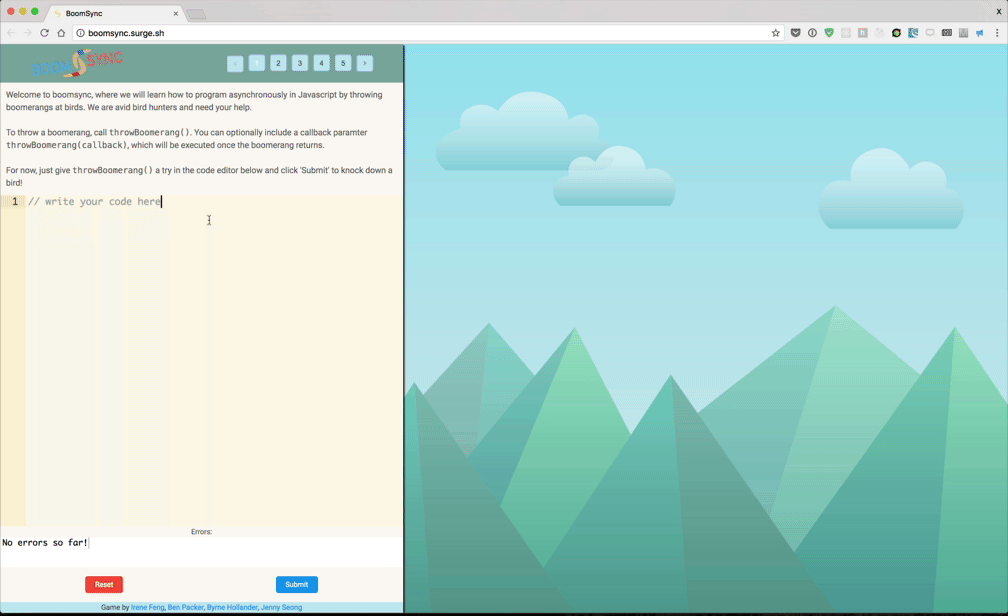 BoomSync
boomsync.surge.sh
BOOM SYNC
‹ 1 2 3 4 5 ›
Welcome to boomsync, where we will learn how to program asynchronously in Javascript by throwing
boomerangs at birds. We are avid bird hunters and need your help.
To throw a boomerang, call throwBoomerang(). You can optionally include a callback paramter
throwBoomerang(callback), which will be executed once the boomerang returns.
For now, just give throwBoomerang() a try in the code editor below and click 'Submit' to knock down a
bird!
1 // write your code here
Errors:
No errors so far!
Reset Submit
Game by Irene Feng, Ben Packer, Byrne Hollander, Jenny Seong